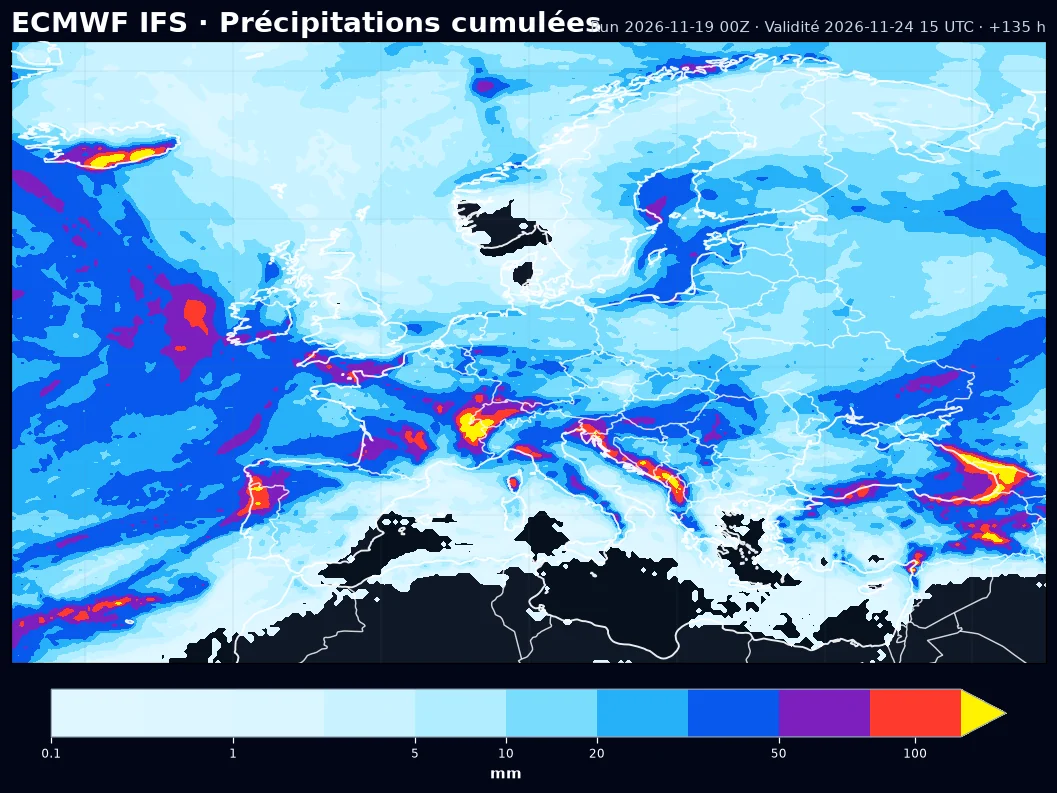 ECMWF IFS · Précipitations cumulées
Run 2026-11-19 00Z · Validité 2026-11-24 15 UTC · +135 h
0.1 1 5 10 20 50 100
mm